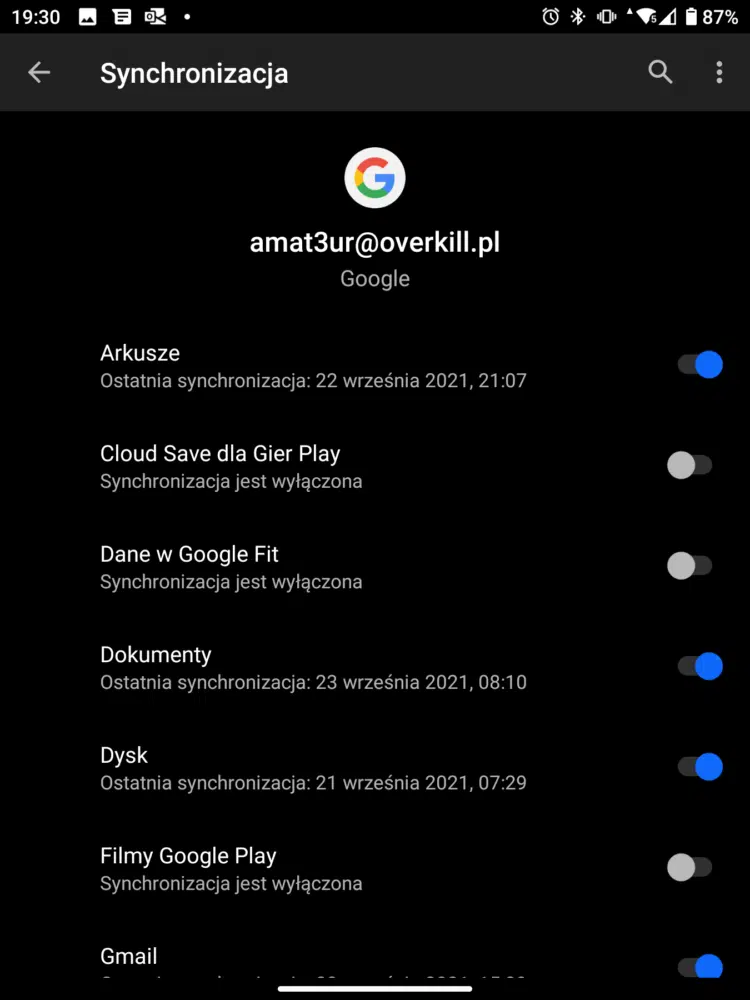 19:30
87%
Synchronizacja
amat3ur@overkill.pl
Google
Arkusze
Ostatnia synchronizacja: 22 września 2021, 21:07
Cloud Save dla Gier Play
Synchronizacja jest wyłączona
Dane w Google Fit
Synchronizacja jest wyłączona
Dokumenty
Ostatnia synchronizacja: 23 września 2021, 08:10
Dysk
Ostatnia synchronizacja: 21 września 2021, 07:29
Filmy Google Play
Synchronizacja jest wyłączona
Gmail